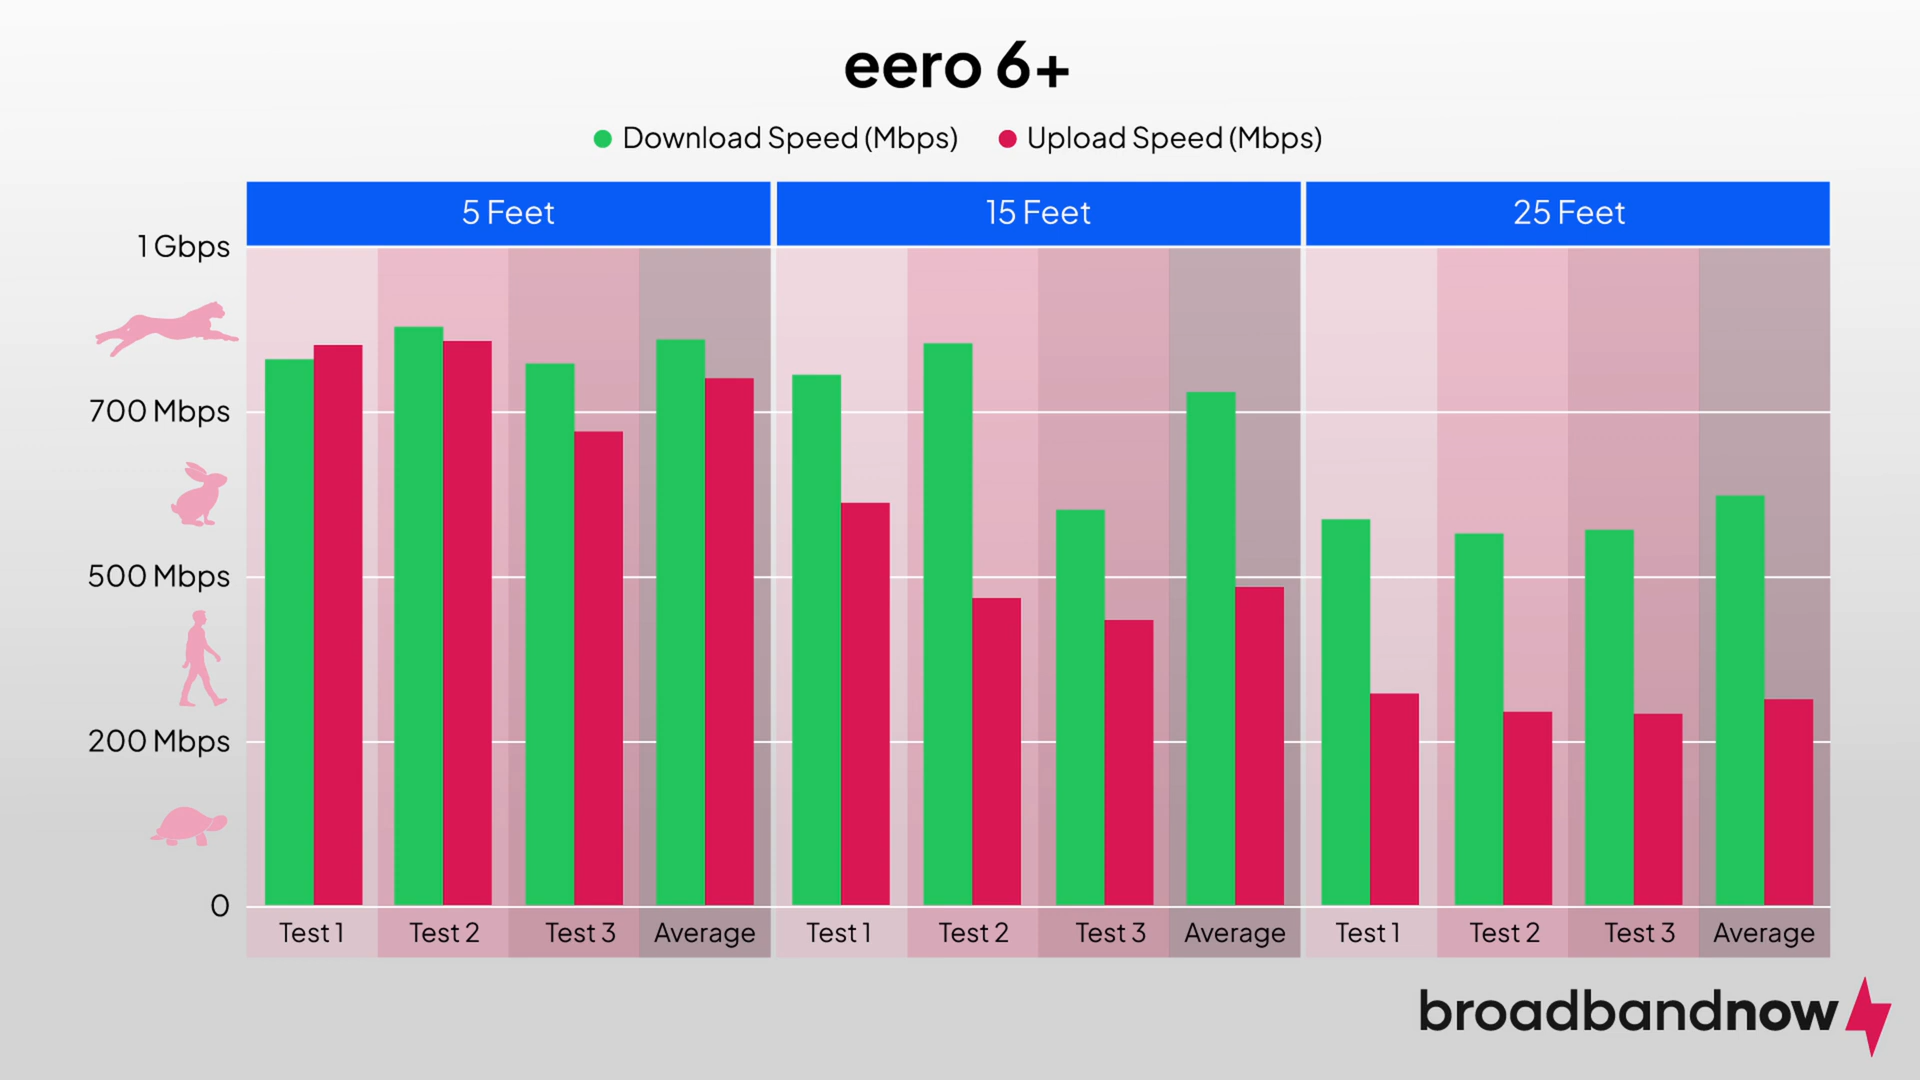 eero 6+
Download Speed (Mbps) Upload Speed (Mbps)
5 Feet 15 Feet 25 Feet
1 Gbps
700 Mbps
500 Mbps
200 Mbps
0
Test 1 Test 2 Test 3 Average Test 1 Test 2 Test 3 Average Test 1 Test 2 Test 3 Average
broadbandnow